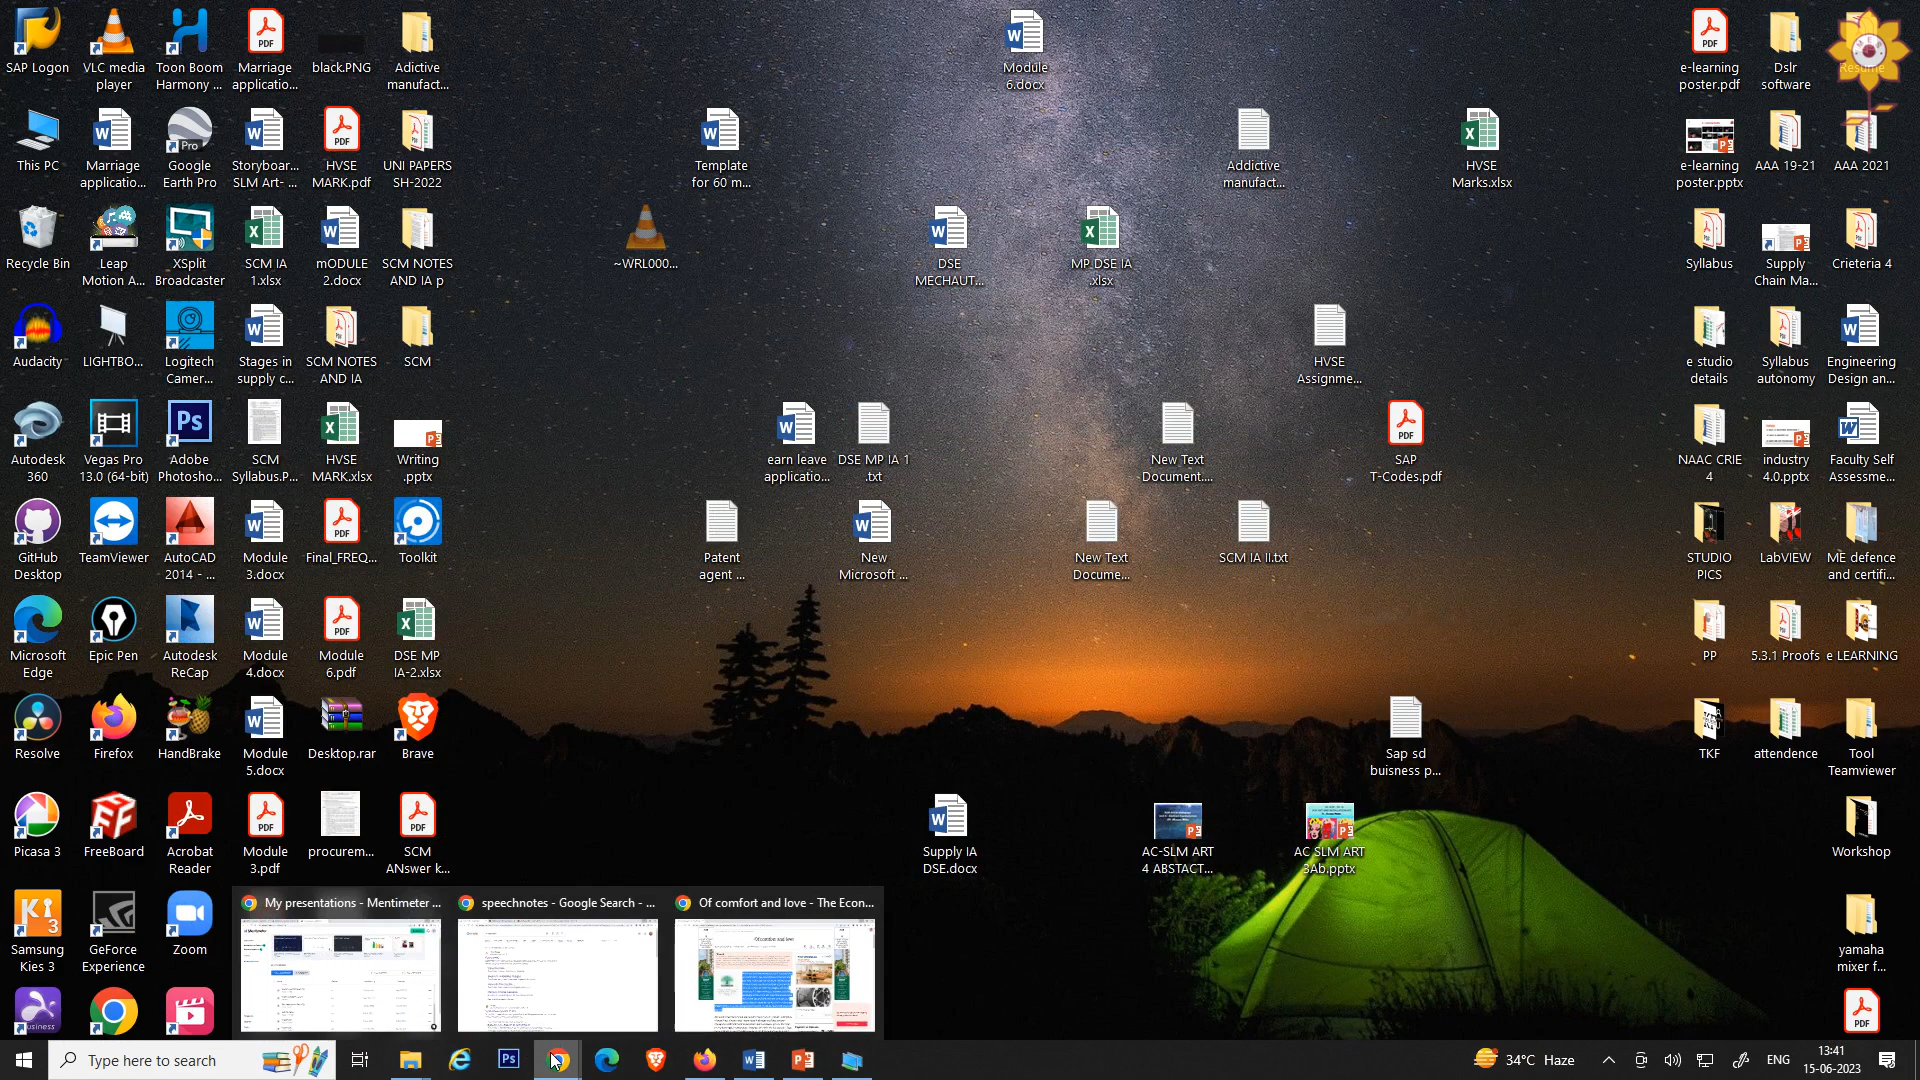 SAP Logon
VLC media
player
Toon Boom
Harmony ...
Marriage
applicatio...
black.PNG
Adictive
manufact...
Module
6.docx
e-learning
poster.pdf
Dslr
software
Resume
This PC
Marriage
applicatio...
Google
Earth Pro
Storyboar...
SLM Art- ...
HVSE
MARK.pdf
UNI PAPERS
SH-2022
Template
for 60 m...
Addictive
manufact...
HVSE
Marks.xlsx
e-learning
poster.pptx
AAA 19-21
AAA 2021
Recycle Bin
Leap
Motion A...
XSplit
Broadcaster
SCM IA
1.xlsx
mODULE
2.docx
SCM NOTES
AND IA p
~WRL000...
DSE
MECHAUT...
MP DSE IA
.xlsx
Syllabus
Supply
Chain Ma...
Crieteria 4
Audacity
LIGHTBO...
Logitech
Camer...
Stages in
supply c...
SCM NOTES
AND IA
SCM
HVSE
Assignme...
e studio
details
Syllabus
autonomy
Engineering
Design an...
Autodesk
360
Vegas Pro
13.0 (64-bit)
Adobe
Photosho...
SCM
Syllabus.P...
HVSE
MARK.xlsx
Writing
.pptx
earn leave
applicatio...
DSE MP IA 1
.txt
New Text
Document....
SAP
T-Codes.pdf
NAAC CRIE
4
industry
4.0.pptx
Faculty Self
Assessme...
GitHub
Desktop
TeamViewer
AutoCAD
2014 - ...
Module
3.docx
Final_FREQ...
Toolkit
Patent
agent ...
New
Microsoft ...
New Text
Docume...
SCM IA II.txt
STUDIO
PICS
LabVIEW
ME defence
and certifi...
Microsoft
Edge
Epic Pen
Autodesk
ReCap
Module
4.docx
Module
6.pdf
DSE MP
IA-2.xlsx
PP
5.3.1 Proofs
e LEARNING
Resolve
Firefox
HandBrake
Module
5.docx
Desktop.rar
Brave
Sap sd
buisness p...
TKF
attendence
Tool
Teamviewer
Picasa 3
FreeBoard
Acrobat
Reader
Module
3.pdf
procurem...
SCM
ANswer k...
Supply IA
DSE.docx
AC-SLM ART
4 ABSTACT...
AC SLM ART
3Ab.pptx
Workshop
Samsung
Kies 3
GeForce
Experience
Zoom
My presentations - Mentimeter ...
speechnotes - Google Search - ...
Of comfort and love - The Econ...
yamaha
mixer f...
Type here to search
34°C Haze
ENG
13:41
15-06-2023